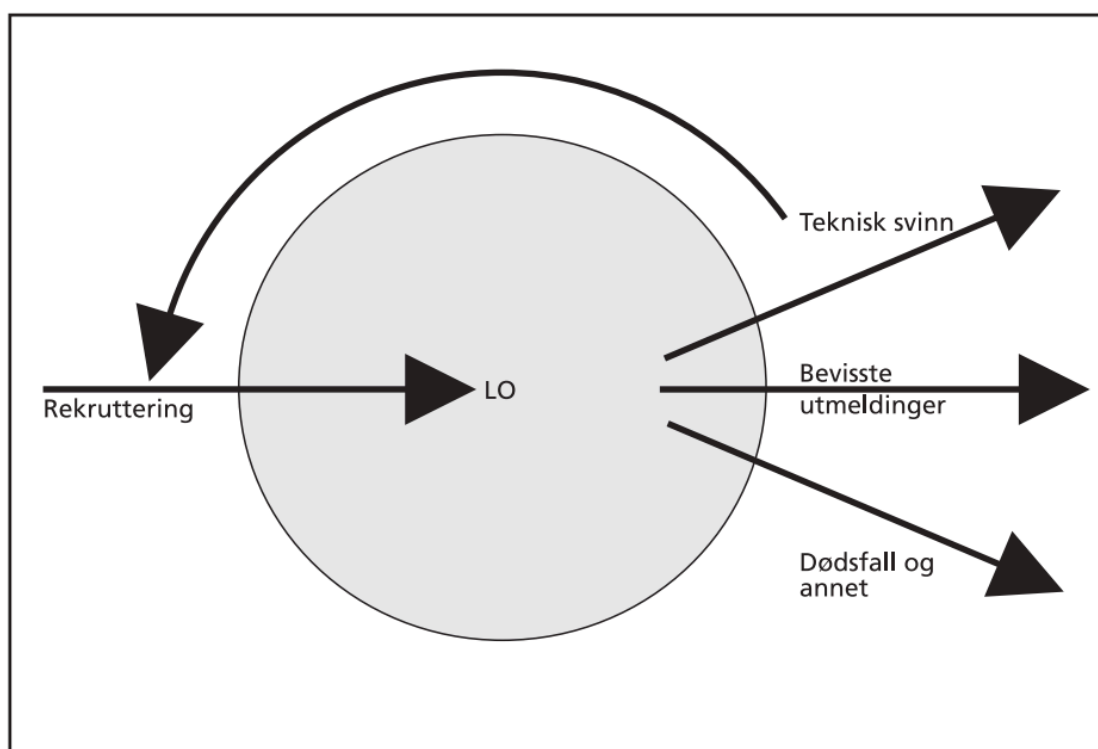 Teknisk svinn
Rekruttering
LO
Bevisste
utmeldinger
Dødsfall og
annet